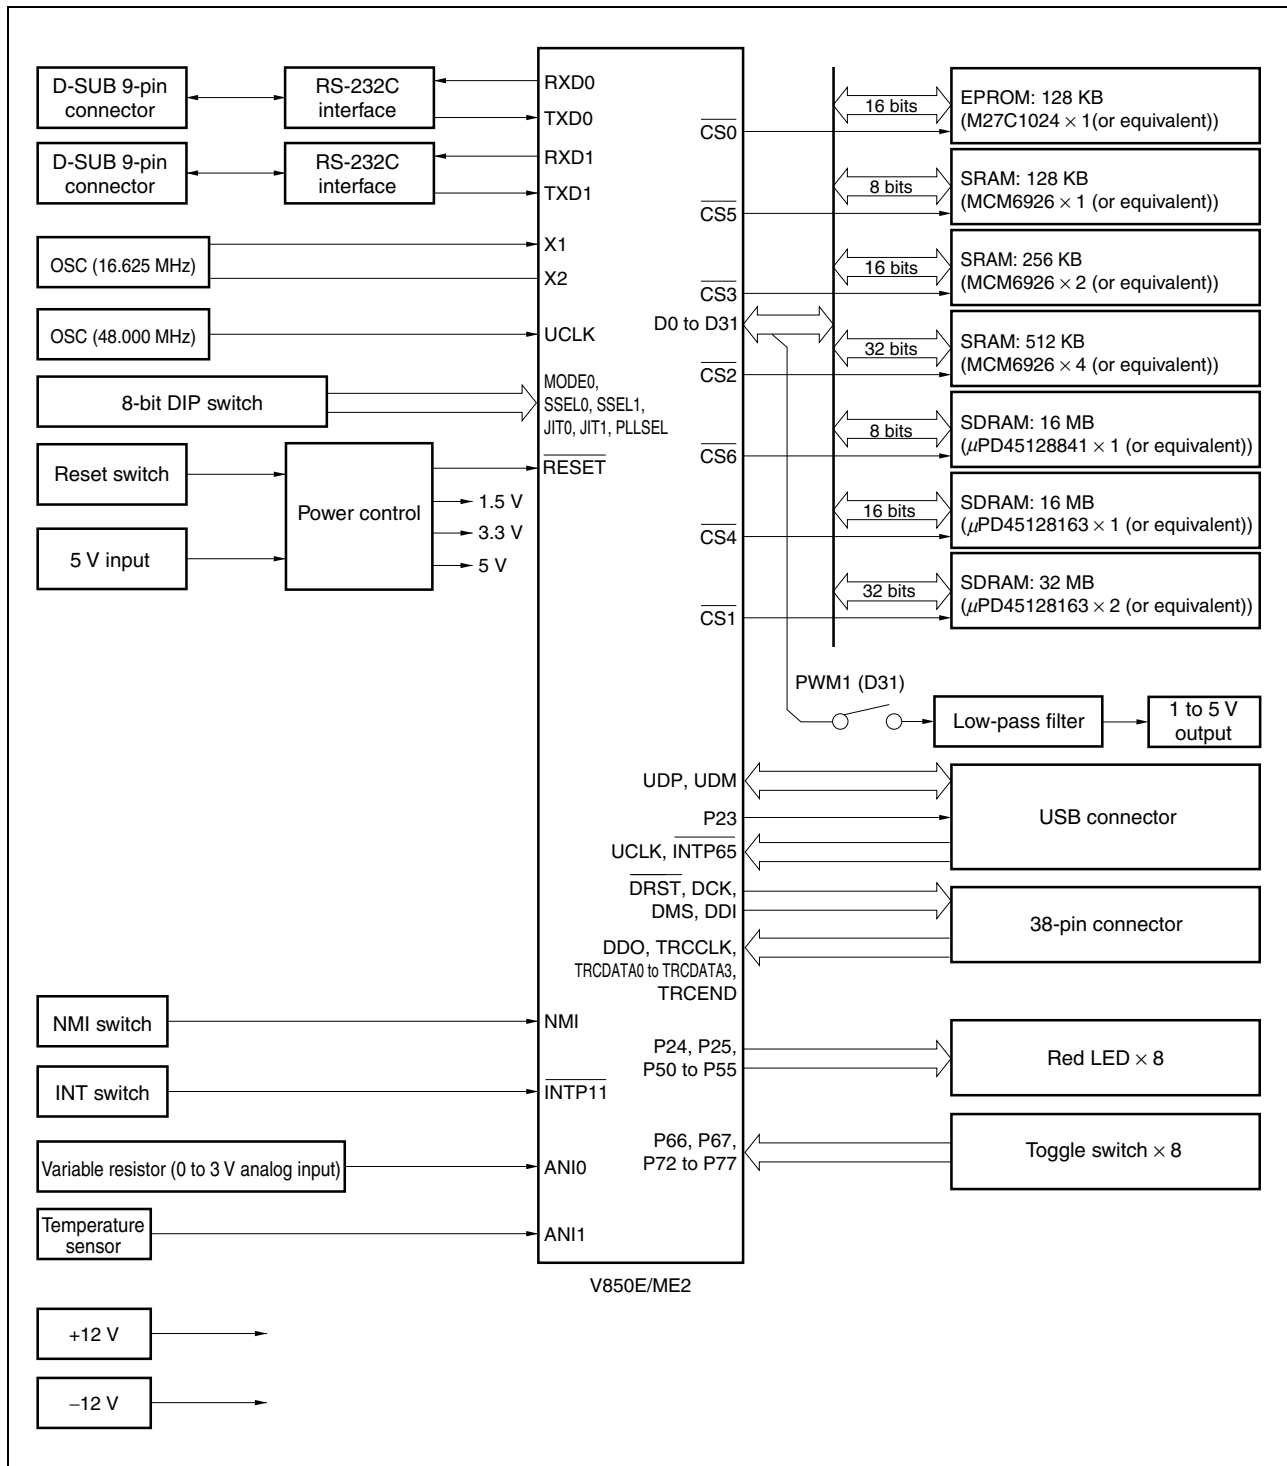 D-SUB 9-pin
connector
RS-232C
interface
RXD0
TXD0
D-SUB 9-pin
connector
RS-232C
interface
RXD1
TXD1
OSC (16.625 MHz)
X1
X2
OSC (48.000 MHz)
UCLK
8-bit DIP switch
MODE0,
SSEL0, SSEL1,
JIT0, JIT1, PLLSEL
Reset switch
5 V input
Power control
RESET
1.5 V
3.3 V
5 V
NMI switch
NMI
INT switch
INTP11
Variable resistor (0 to 3 V analog input)
ANI0
Temperature
sensor
ANI1
+12 V
−12 V
V850E/ME2
CS0
16 bits
EPROM: 128 KB
(M27C1024 × 1(or equivalent))
CS5
8 bits
SRAM: 128 KB
(MCM6926 × 1 (or equivalent))
CS3
16 bits
SRAM: 256 KB
(MCM6926 × 2 (or equivalent))
D0 to D31
CS2
32 bits
SRAM: 512 KB
(MCM6926 × 4 (or equivalent))
CS6
8 bits
SDRAM: 16 MB
(µPD45128841 × 1 (or equivalent))
CS4
16 bits
SDRAM: 16 MB
(µPD45128163 × 1 (or equivalent))
CS1
32 bits
SDRAM: 32 MB
(µPD45128163 × 2 (or equivalent))
PWM1 (D31)
Low-pass filter
1 to 5 V
output
UDP, UDM
P23
UCLK, INTP65
USB connector
DRST, DCK,
DMS, DDI
DDO, TRCCLK,
TRCDATA0 to TRCDATA3,
TRCEND
38-pin connector
P24, P25,
P50 to P55
Red LED × 8
P66, P67,
P72 to P77
Toggle switch × 8